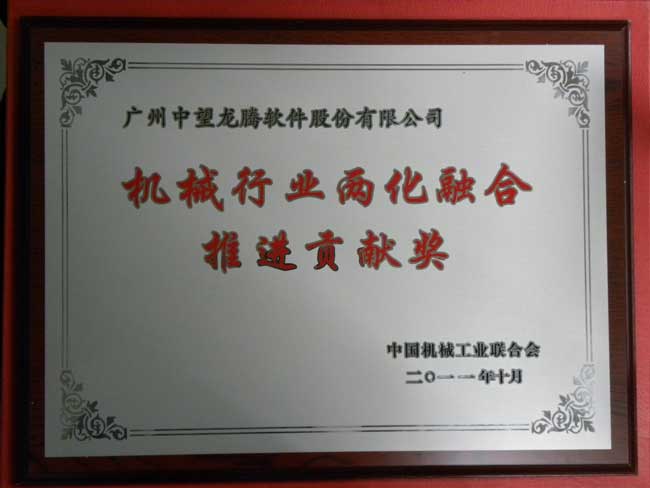 广州中望龙腾软件股份有限公司
机械行业两化融合
推进贡献奖
中国机械工业联合会
二〇一一年十月